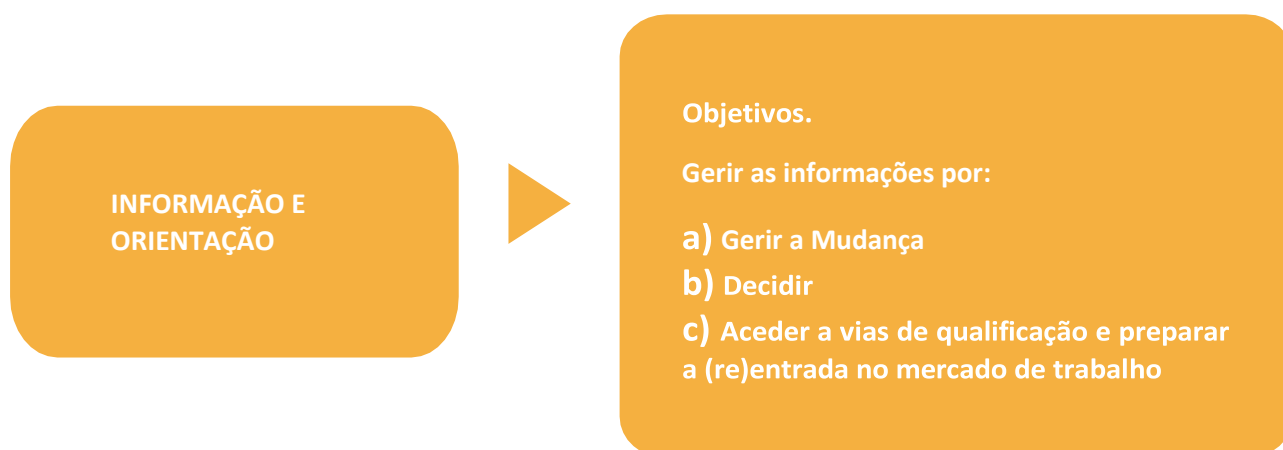 INFORMAÇÃO E
ORIENTAÇÃO
Objetivos.
Gerir as informações por:
a) Gerir a Mudança
b) Decidir
c) Aceder a vias de qualificação e preparar
a (re)entrada no mercado de trabalho